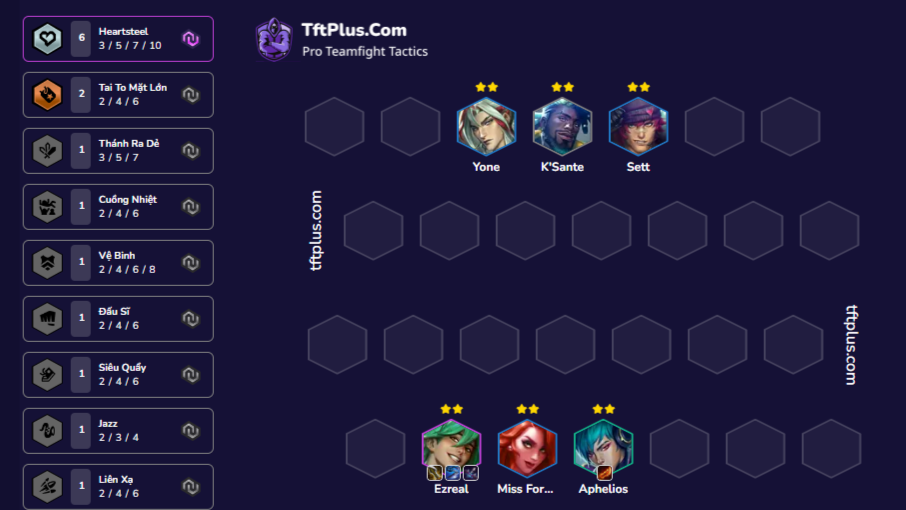 6
Heartsteel
3 / 5 / 7 / 10
2
Tai To Mặt Lớn
2 / 4 / 6
1
Thánh Ra Dẻ
3 / 5 / 7
1
Cuồng Nhiệt
2 / 4 / 6
1
Vệ Binh
2 / 4 / 6 / 8
1
Đấu Sĩ
2 / 4 / 6
1
Siêu Quẩy
2 / 4 / 6
1
Jazz
2 / 3 / 4
1
Liên Xạ
2 / 4 / 6
TftPlus.Com
Pro Teamfight Tactics
Yone
K'Sante
Sett
tftplus.com
tftplus.com
Ezreal
Miss For...
Aphelios